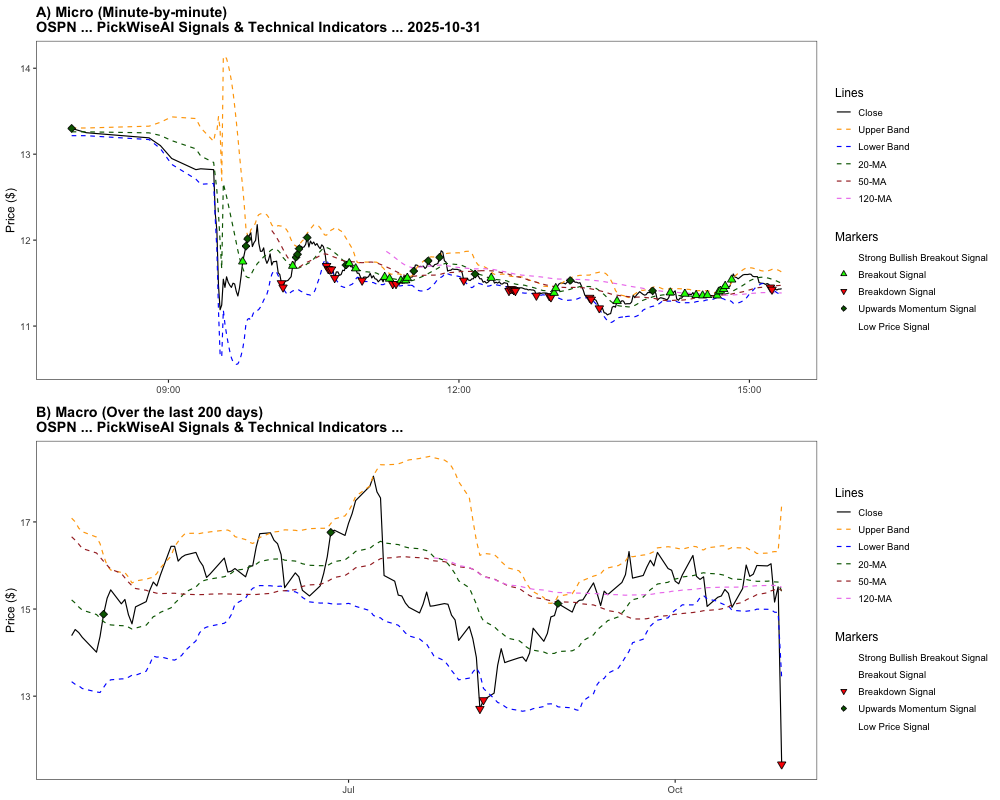 A) Micro (Minute-by-minute)
OSPN ... PickWiseAI Signals & Technical Indicators ... 2025-10-31
Price ($)
14
13
12
11
09:00
12:00
15:00
Lines
Close
Upper Band
Lower Band
20-MA
50-MA
120-MA
Markers
Strong Bullish Breakout Signal
Breakout Signal
Breakdown Signal
Upwards Momentum Signal
Low Price Signal
B) Macro (Over the last 200 days)
OSPN ... PickWiseAI Signals & Technical Indicators ...
Price ($)
17
15
13
Jul
Oct
Lines
Close
Upper Band
Lower Band
20-MA
50-MA
120-MA
Markers
Strong Bullish Breakout Signal
Breakout Signal
Breakdown Signal
Upwards Momentum Signal
Low Price Signal